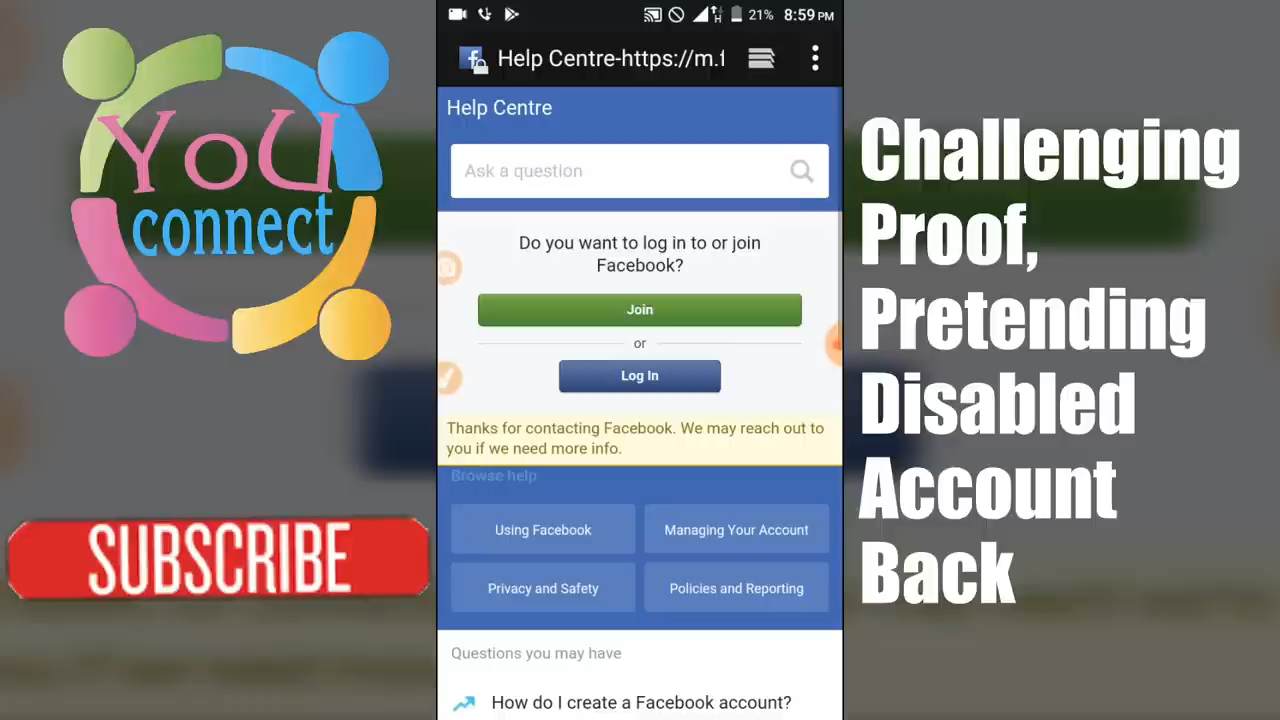 YoU
connect
SUBSCRIBE
21% 8:59 PM
Help Centre-https://m.f
Help Centre
Ask a question
Do you want to log in to or join
Facebook?
Join
or
Log In
Thanks for contacting Facebook. We may reach out to
you if we need more info.
Browse help
Using Facebook
Managing Your Account
Privacy and Safety
Policies and Reporting
Questions you may have
How do I create a Facebook account?
Challenging
Proof,
Pretending
Disabled
Account
Back